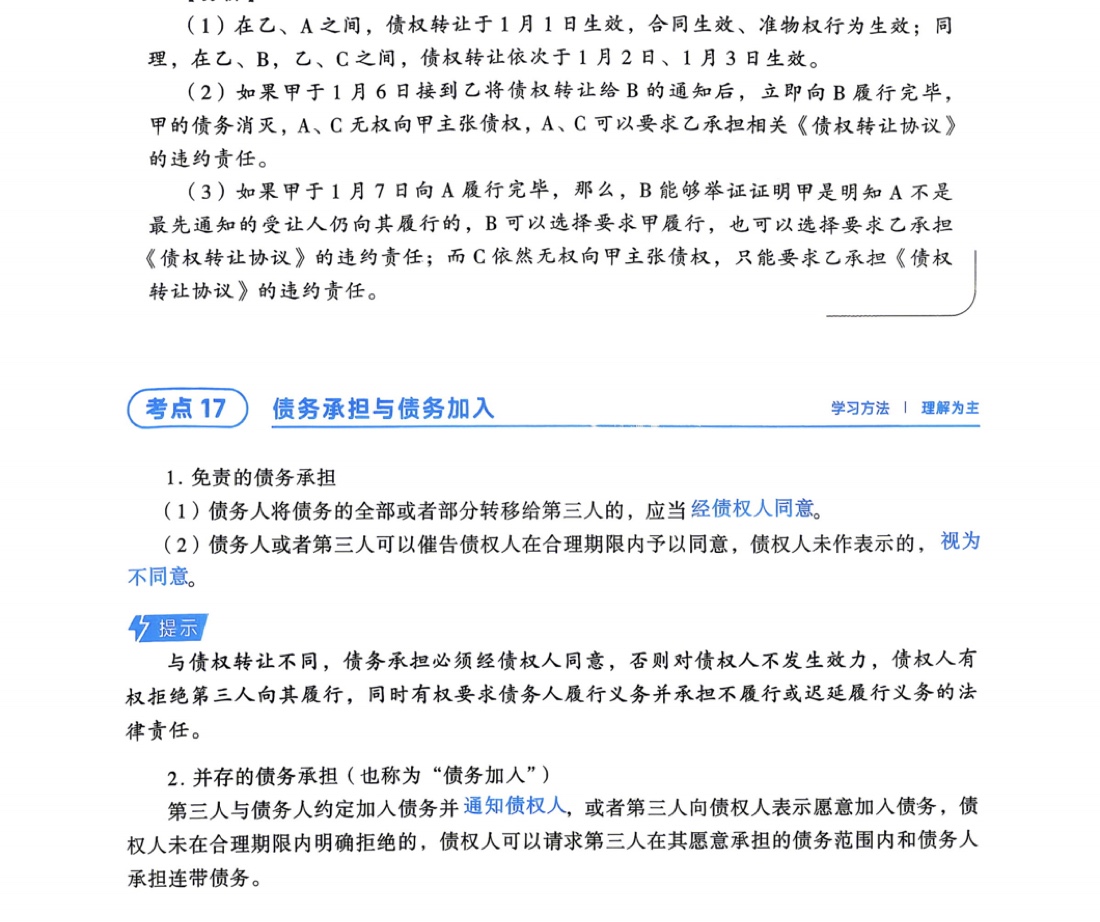 （1）在乙、A 之间，债权转让于 1 月 1 日生效，合同生效、准物权行为生效；同
理，在乙、B，乙、C 之间，债权转让依次于 1 月 2 日、1 月 3 日生效。
（2）如果甲于 1 月 6 日接到乙将债权转让给 B 的通知后，立即向 B 履行完毕，
甲的债务消灭，A、C 无权向甲主张债权，A、C 可以要求乙承担相关《债权转让协议》
的违约责任。
（3）如果甲于 1 月 7 日向 A 履行完毕，那么，B 能够举证证明甲是明知 A 不是
最先通知的受让人仍向其履行的，B 可以选择要求甲履行，也可以选择要求乙承担
《债权转让协议》的违约责任；而 C 依然无权向甲主张债权，只能要求乙承担《债权
转让协议》的违约责任。
考点 17 债务承担与债务加入 学习方法 | 理解为主
1. 免责的债务承担
（1）债务人将债务的全部或者部分转移给第三人的，应当经债权人同意。
（2）债务人或者第三人可以催告债权人在合理期限内予以同意，债权人未作表示的，视为
不同意。
提示
与债权转让不同，债务承担必须经债权人同意，否则对债权人不发生效力，债权人有
权拒绝第三人向其履行，同时有权要求债务人履行义务并承担不履行或迟延履行义务的法
律责任。
2. 并存的债务承担（也称为“债务加入”）
第三人与债务人约定加入债务并通知债权人，或者第三人向债权人表示愿意加入债务，债
权人未在合理期限内明确拒绝的，债权人可以请求第三人在其愿意承担的债务范围内和债务人
承担连带债务。